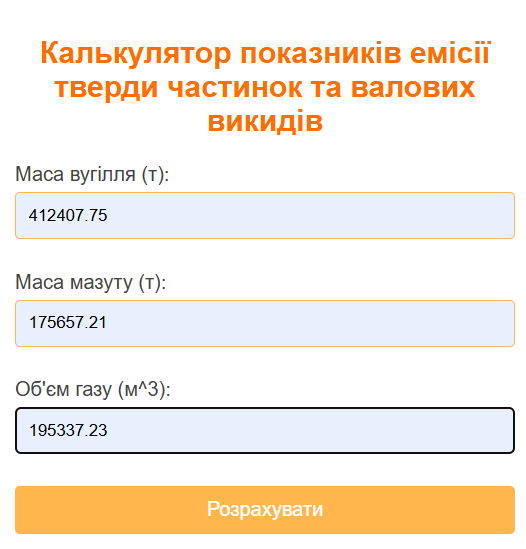 Калькулятор показників емісії
тверди частинок та валових
викидів
Маса вугілля (т):
412407.75
Маса мазуту (т):
175657.21
Об'єм газу (м^3):
195337.23
Розрахувати